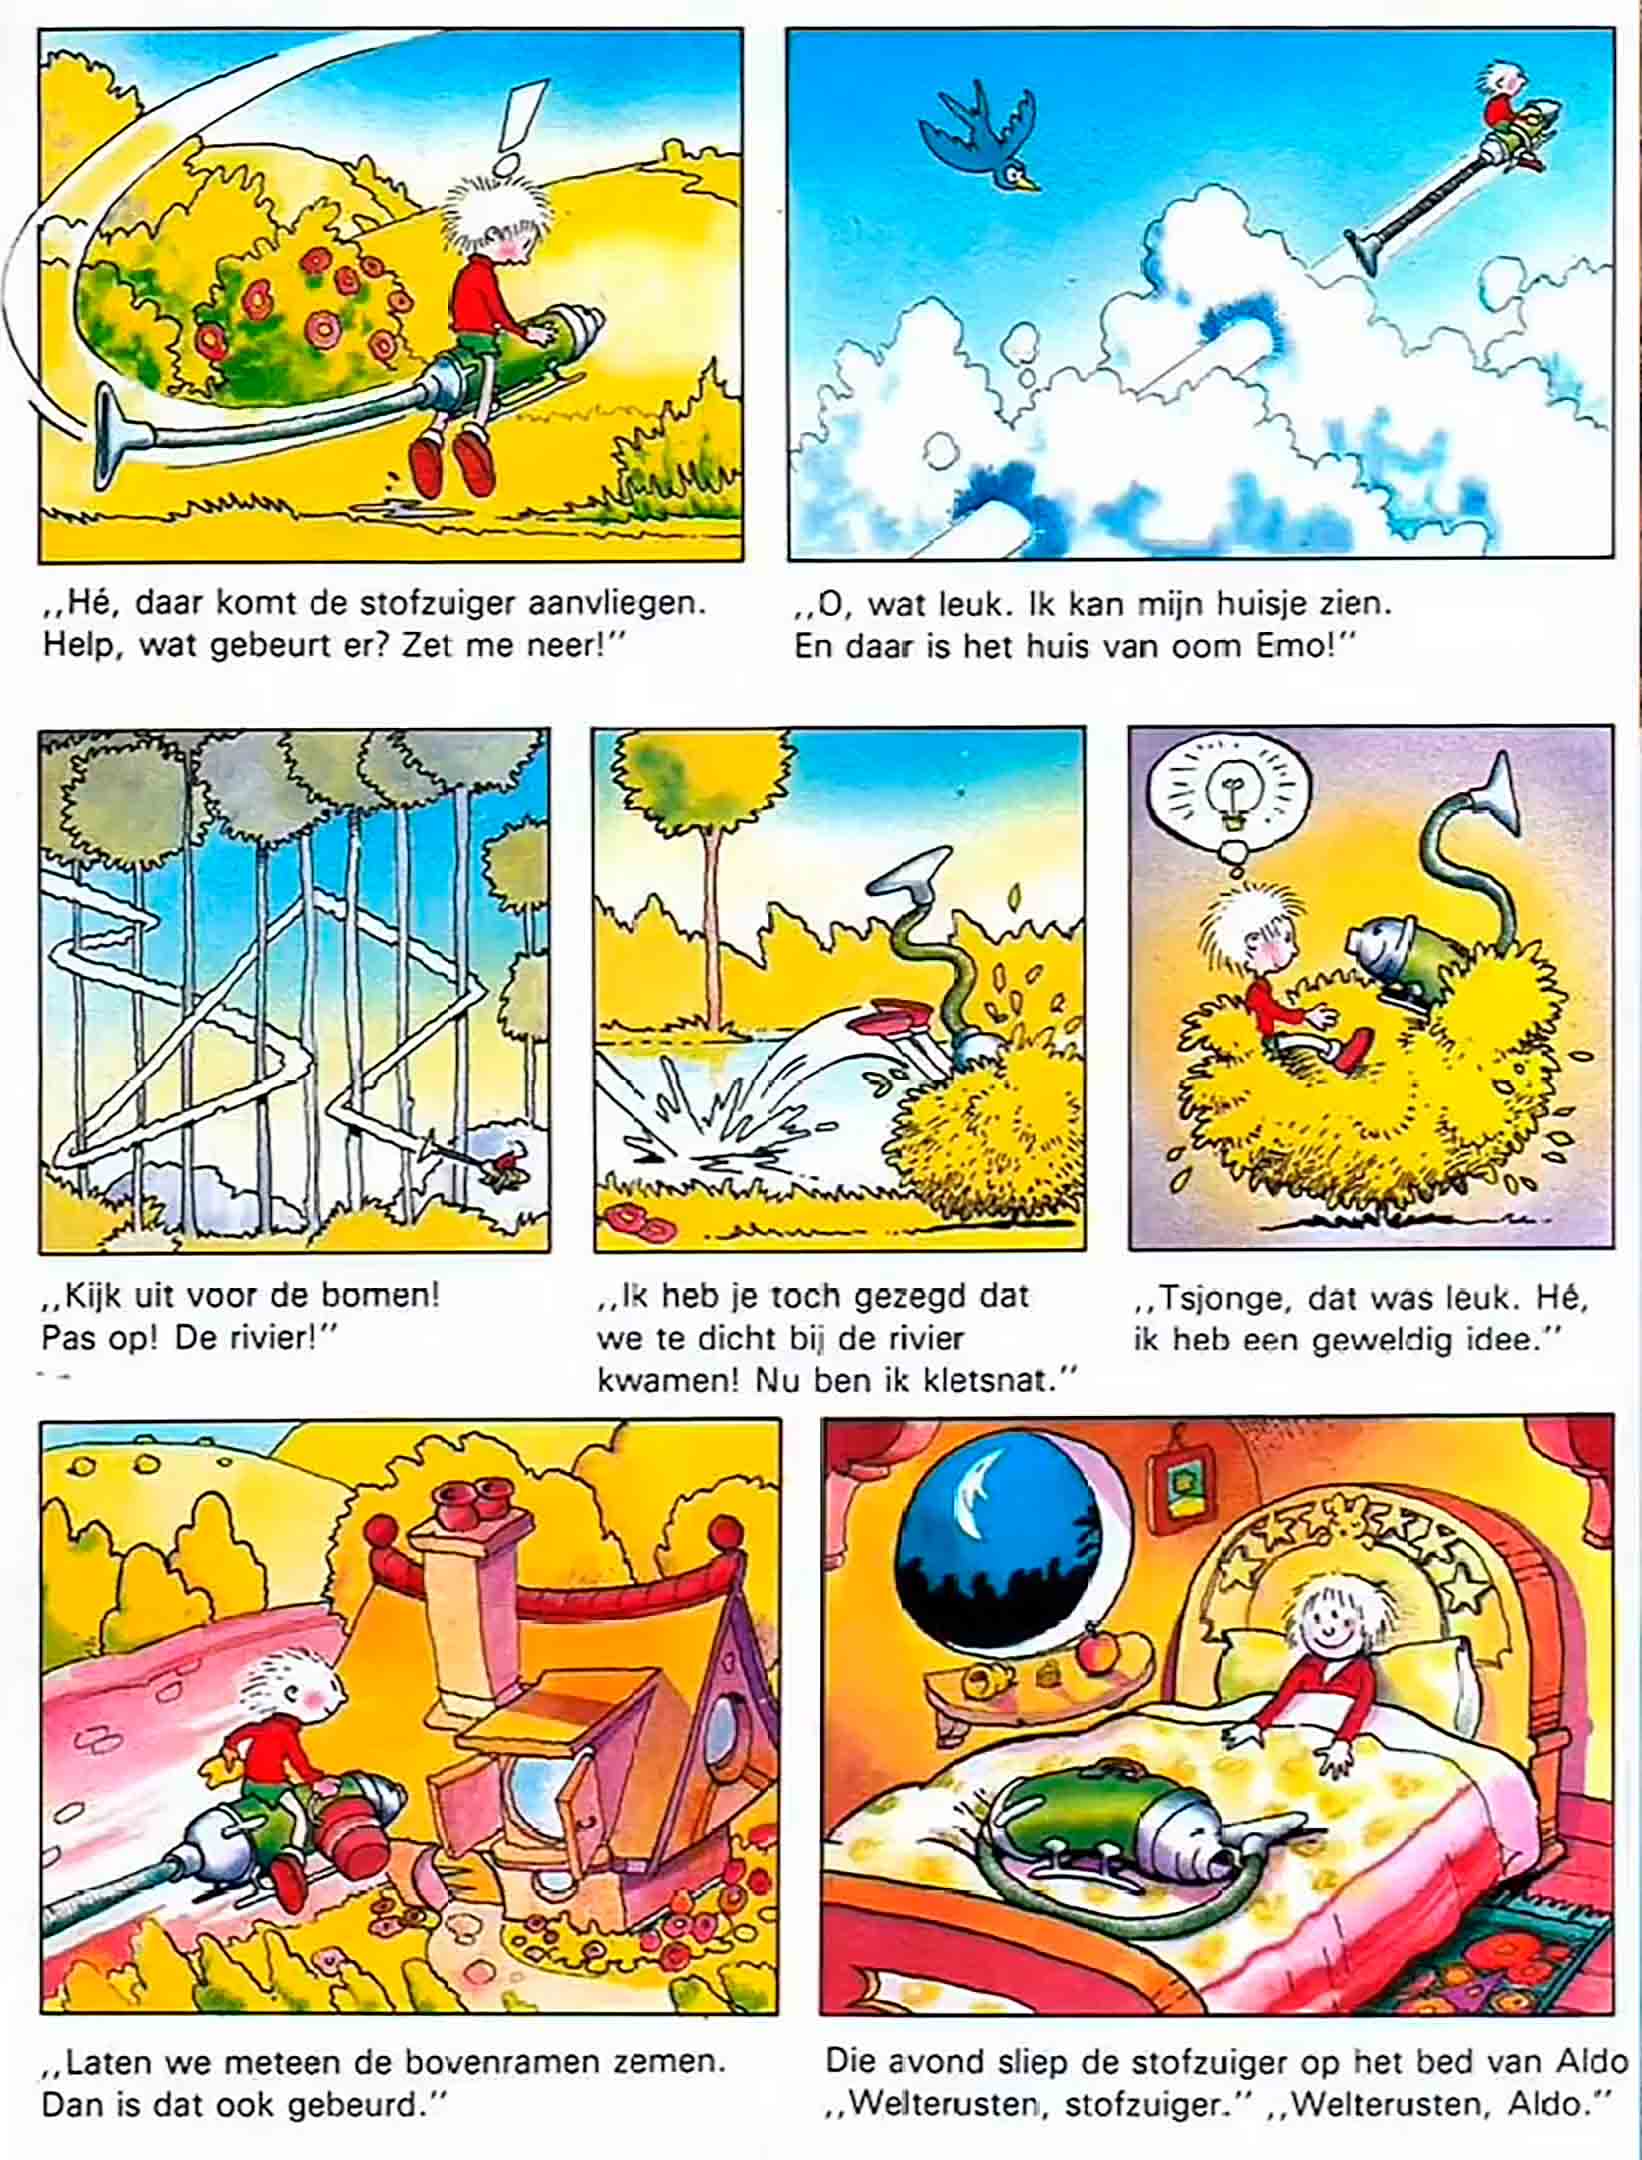 ,,Hé, daar komt de stofzuiger aanvliegen.
Help, wat gebeurt er? Zet me neer!”
,,O, wat leuk. Ik kan mijn huisje zien.
En daar is het huis van oom Emo!”
,,Kijk uit voor de bomen!
Pas op! De rivier!”
,,Ik heb je toch gezegd dat
we te dicht bij de rivier
kwamen! Nu ben ik kletsnat.”
,,Tsjonge, dat was leuk. Hé,
ik heb een geweldig idee.”
,,Laten we meteen de bovenramen zemen.
Dan is dat ook gebeurd.”
Die avond sliep de stofzuiger op het bed van Aldo
,,Welterusten, stofzuiger.” ,,Welterusten, Aldo.”